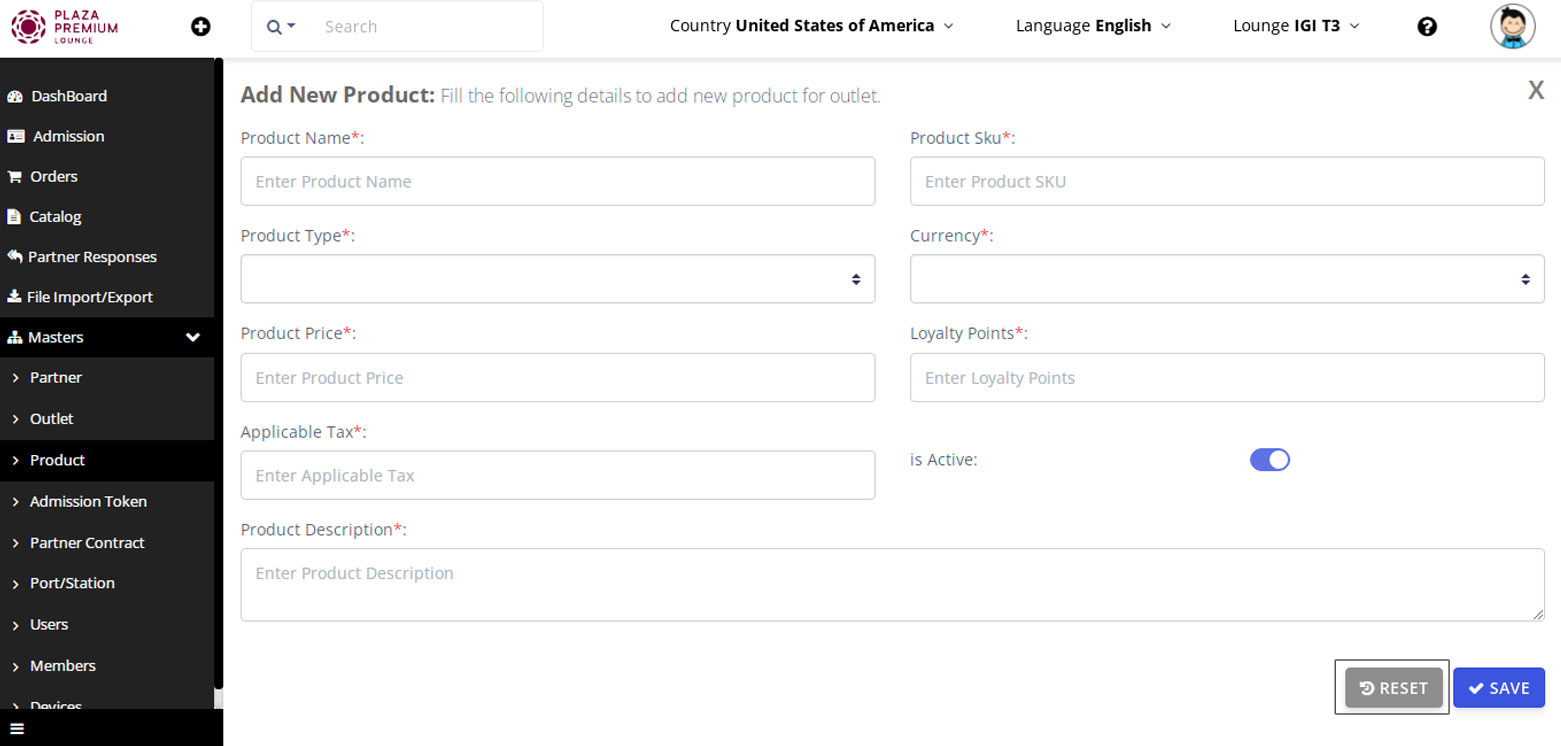 PLAZA
PREMIUM
LOUNGE
Search
Country United States of America
Language English
Lounge IGI T3
DashBoard
Admission
Orders
Catalog
Partner Responses
File Import/Export
Masters
Partner
Outlet
Product
Admission Token
Partner Contract
Port/Station
Users
Members
Devices
Add New Product: Fill the following details to add new product for outlet.
X
Product Name*:
Enter Product Name
Product Sku*:
Enter Product SKU
Product Type*:
Currency*:
Product Price*:
Enter Product Price
Loyalty Points*:
Enter Loyalty Points
Applicable Tax*:
Enter Applicable Tax
is Active:
Product Description*:
Enter Product Description
RESET
SAVE